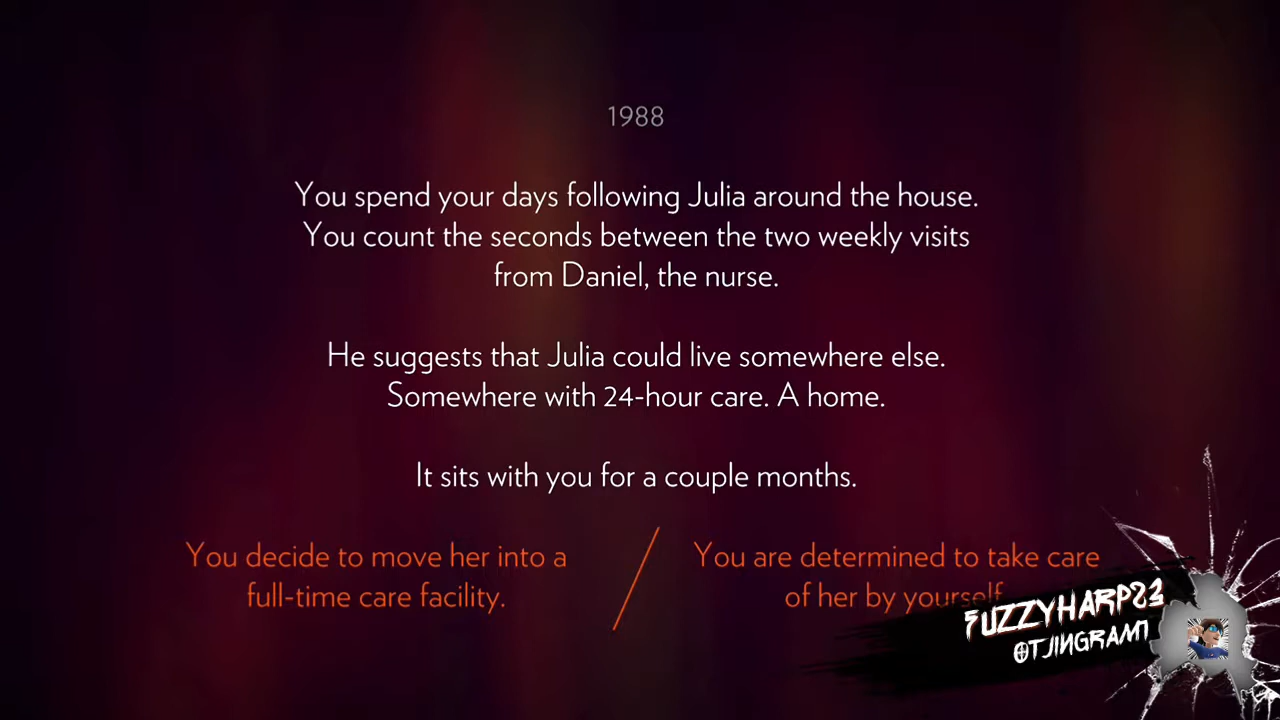 1988
You spend your days following Julia around the house.
You count the seconds between the two weekly visits
from Daniel, the nurse.
He suggests that Julia could live somewhere else.
Somewhere with 24-hour care. A home.
It sits with you for a couple months.
You decide to move her into a
full-time care facility.
/
You are determined to take care
of her by yourself
FUZZYHARP23
@TJINGRAM1